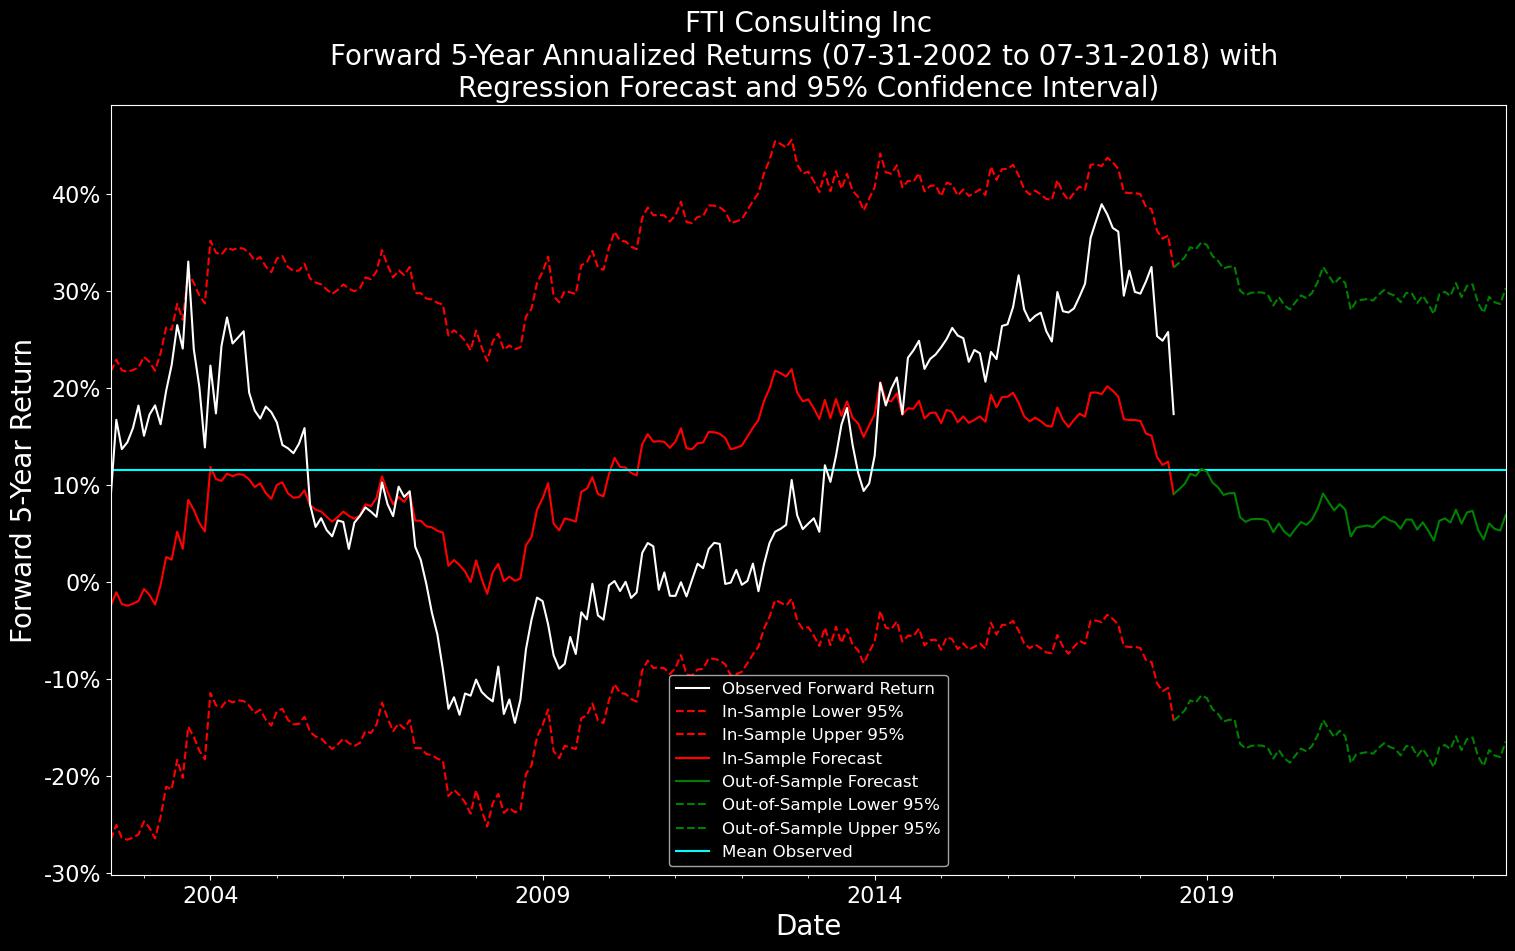 FTI Consulting Inc
Forward 5-Year Annualized Returns (07-31-2002 to 07-31-2018) with
Regression Forecast and 95% Confidence Interval)
Forward 5-Year Return
40%
30%
20%
10%
0%
-10%
-20%
-30%
Observed Forward Return
In-Sample Lower 95%
In-Sample Upper 95%
In-Sample Forecast
Out-of-Sample Forecast
Out-of-Sample Lower 95%
Out-of-Sample Upper 95%
Mean Observed
2004
2009
2014
2019
Date